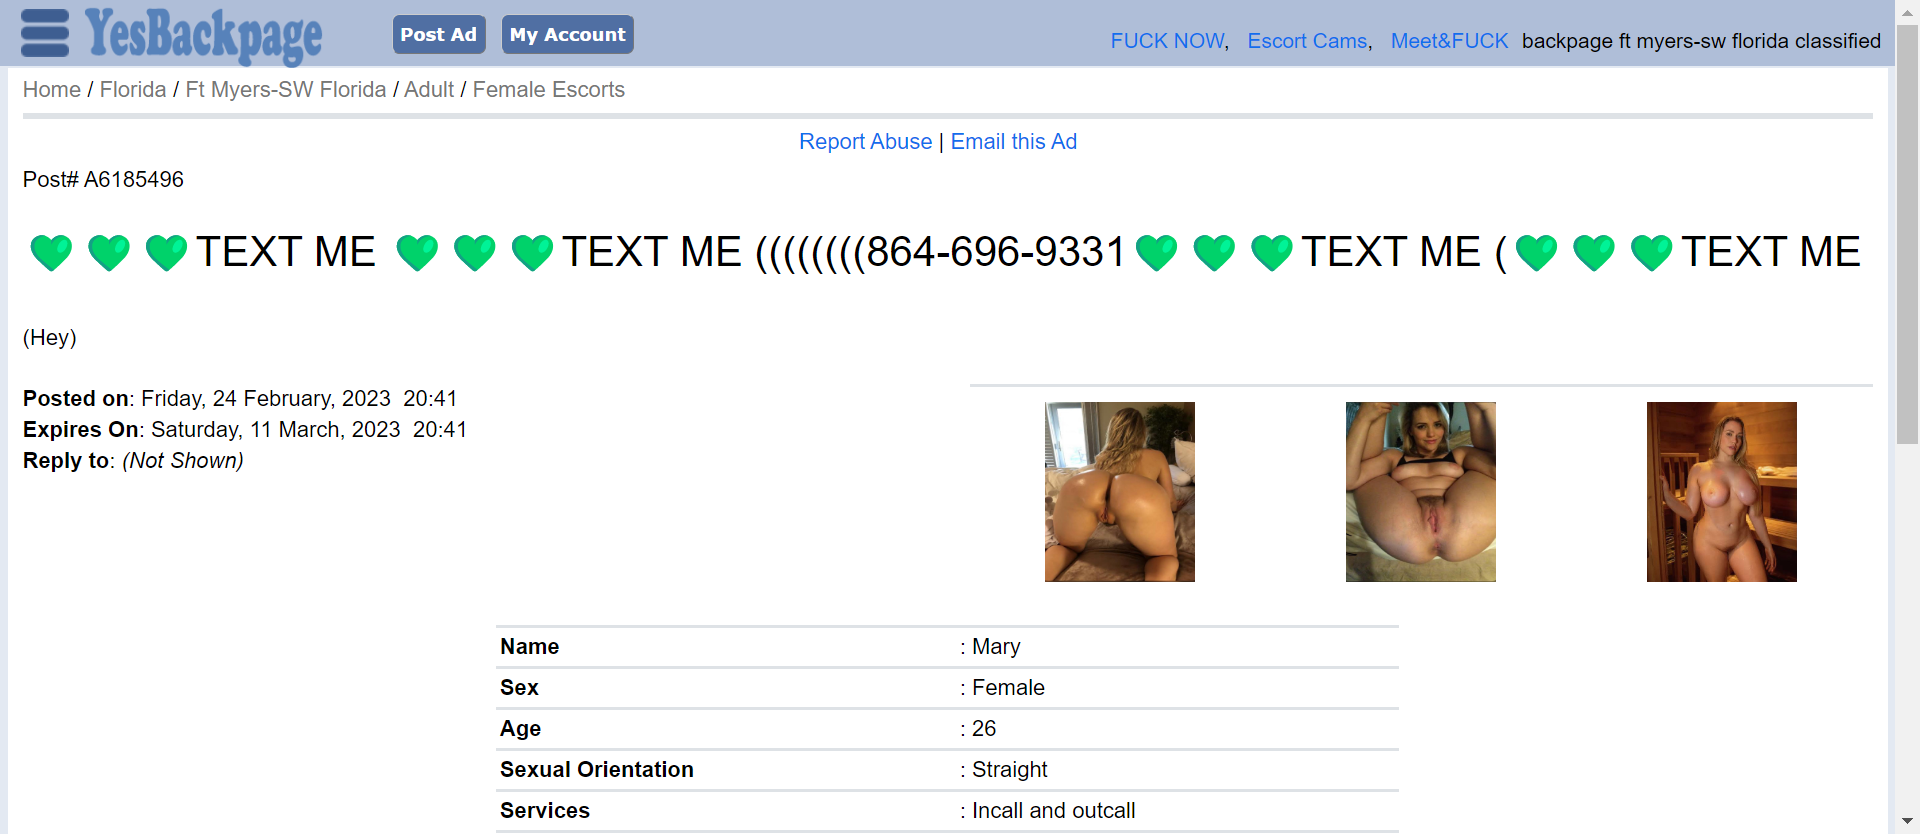 YesBackpage
Post Ad
My Account
FUCK NOW, Escort Cams, Meet&FUCK backpage ft myers-sw florida classified
Home / Florida / Ft Myers-SW Florida / Adult / Female Escorts
Report Abuse | Email this Ad
Post# A6185496
💚💚💚TEXT ME 💚💚💚TEXT ME ((((((((864-696-9331💚💚💚TEXT ME (💚💚💚TEXT ME
(Hey)
Posted on: Friday, 24 February, 2023 20:41
Expires On: Saturday, 11 March, 2023 20:41
Reply to: (Not Shown)
Name : Mary
Sex : Female
Age : 26
Sexual Orientation : Straight
Services : Incall and outcall